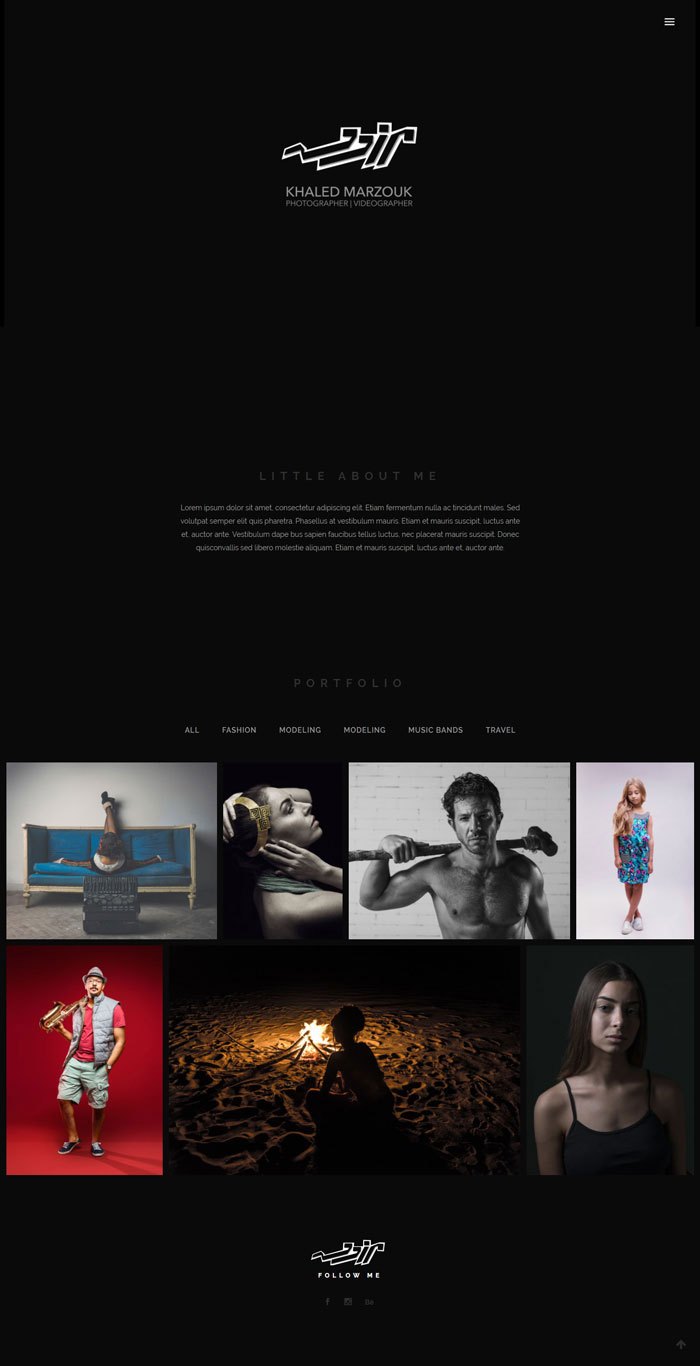 KHALED MARZOUK
PHOTOGRAPHER | VIDEOGRAPHER
LITTLE ABOUT ME
Lorem ipsum dolor sit amet, consectetur adipiscing elit. Etiam fermentum nulla ac tincidunt males. Sed
volutpat semper elit quis pharetra. Phasellus at vestibulum mauris. Etiam et mauris suscipit, luctus ante
et, auctor ante. Vestibulum dape bus sapien faucibus tellus luctus, nec placerat mauris suscipit. Donec
quisconvallis sed libero molestie aliquam. Etiam et mauris suscipit, luctus ante et, auctor ante.
PORTFOLIO
ALL FASHION MODELING MODELING MUSIC BANDS TRAVEL
FOLLOW ME